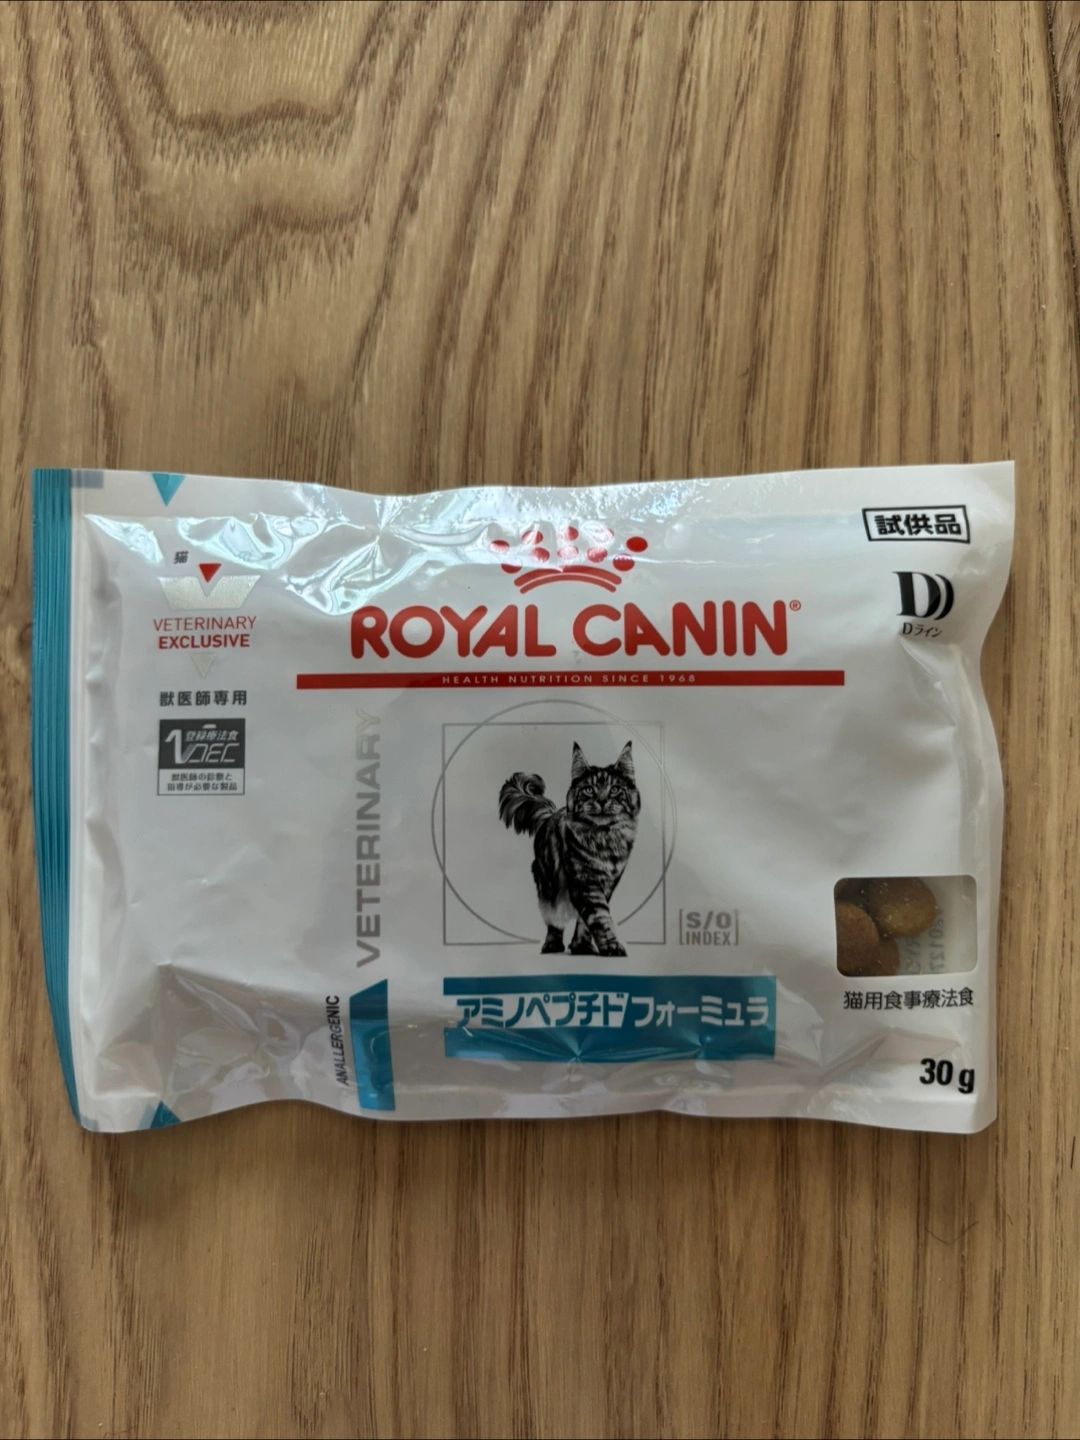 試供品
Dライン
猫
VETERINARY
EXCLUSIVE
獣医師専用
登録療法食
獣医師の診察と
指導が必要な製品
ROYAL CANIN®
HEALTH NUTRITION SINCE 1968
VETERINARY
S/O
INDEX
ANALLERGENIC
アミノペプチドフォーミュラ
猫用食事療法食
30 g